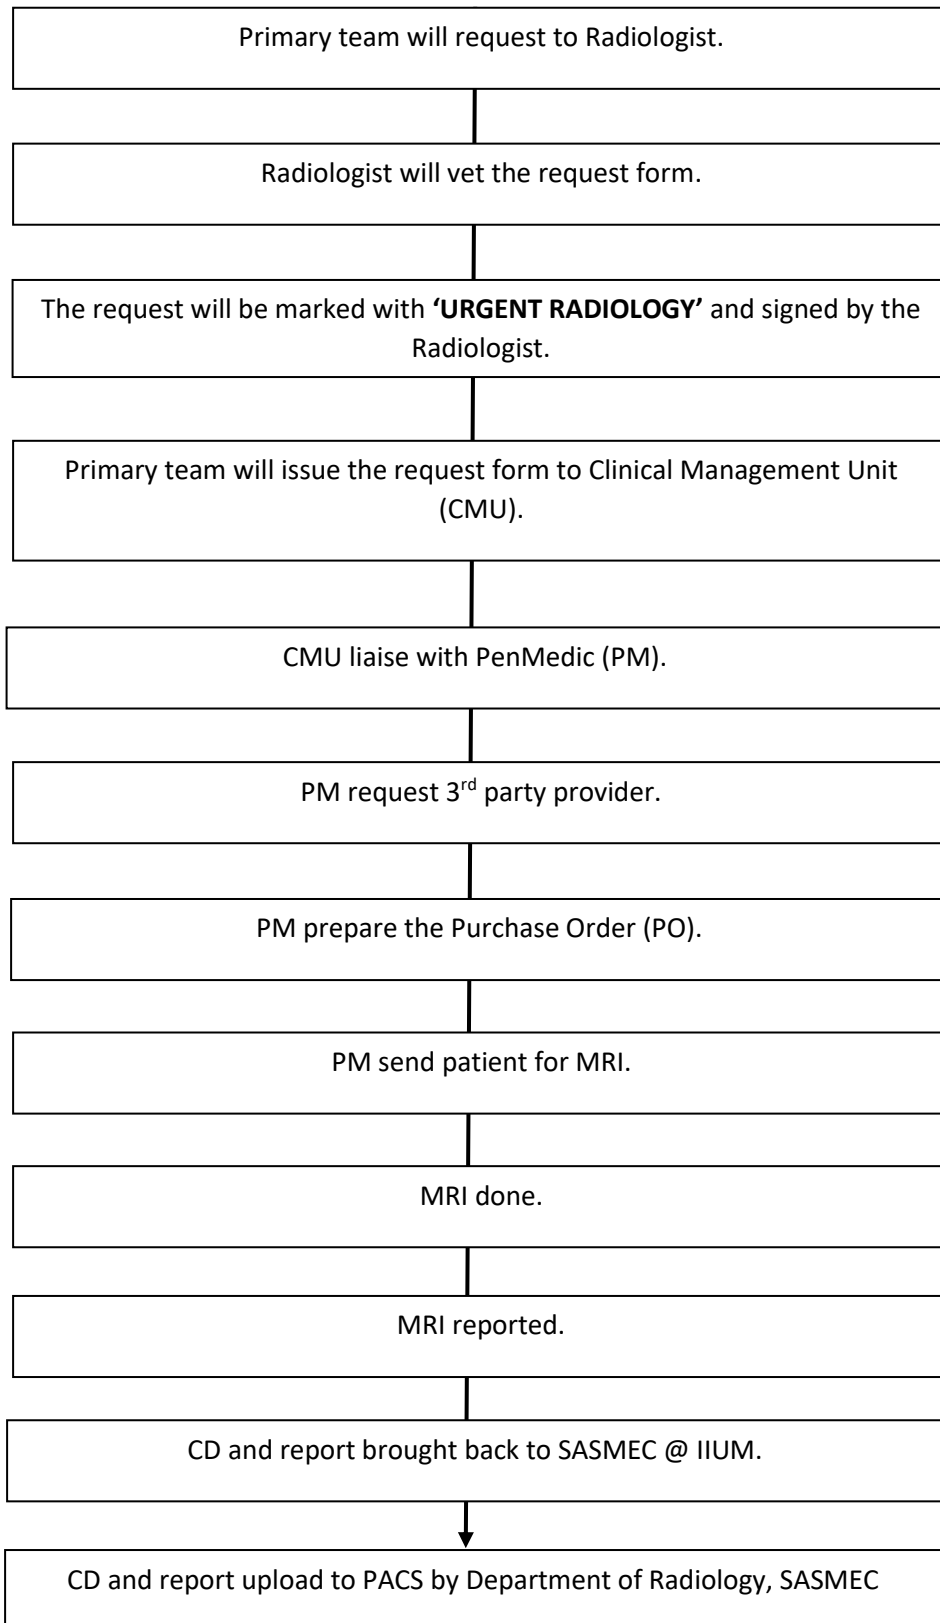 Primary team will request to Radiologist.
Radiologist will vet the request form.
The request will be marked with ‘URGENT RADIOLOGY’ and signed by the
Radiologist.
Primary team will issue the request form to Clinical Management Unit
(CMU).
CMU liaise with PenMedic (PM).
PM request 3rd party provider.
PM prepare the Purchase Order (PO).
PM send patient for MRI.
MRI done.
MRI reported.
CD and report brought back to SASMEC @ IIUM.
CD and report upload to PACS by Department of Radiology, SASMEC